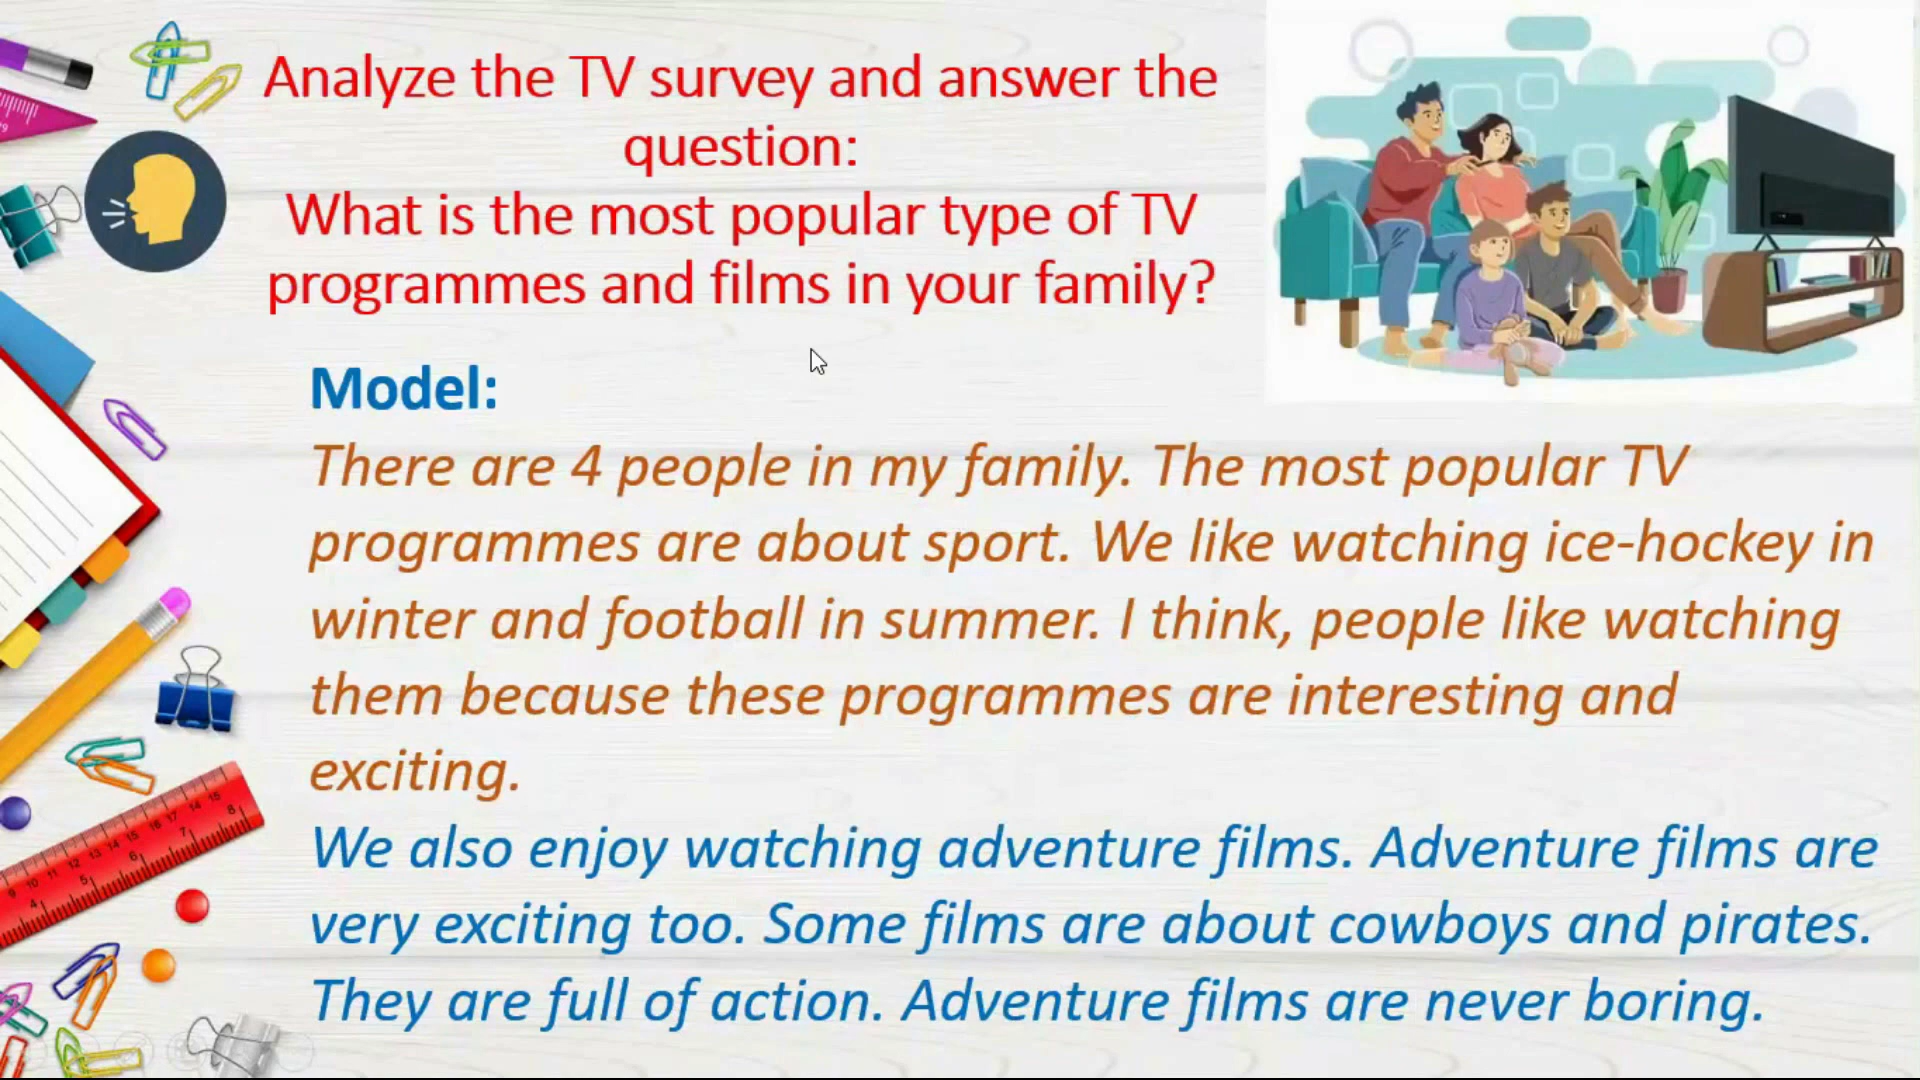 Analyze the TV survey and answer the
question:
What is the most popular type of TV
programmes and films in your family?
Model:
There are 4 people in my family. The most popular TV
programmes are about sport. We like watching ice-hockey in
winter and football in summer. I think, people like watching
them because these programmes are interesting and
exciting.
We also enjoy watching adventure films. Adventure films are
very exciting too. Some films are about cowboys and pirates.
They are full of action. Adventure films are never boring.